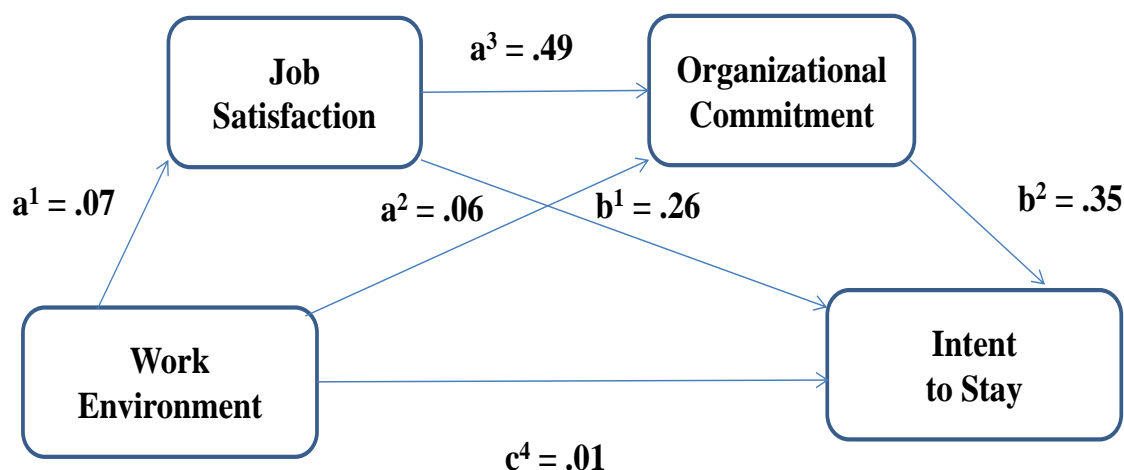 Job
Satisfaction
a³ = .49
Organizational
Commitment
a¹ = .07
a² = .06
b¹ = .26
b² = .35
Work
Environment
Intent
to Stay
c⁴ = .01